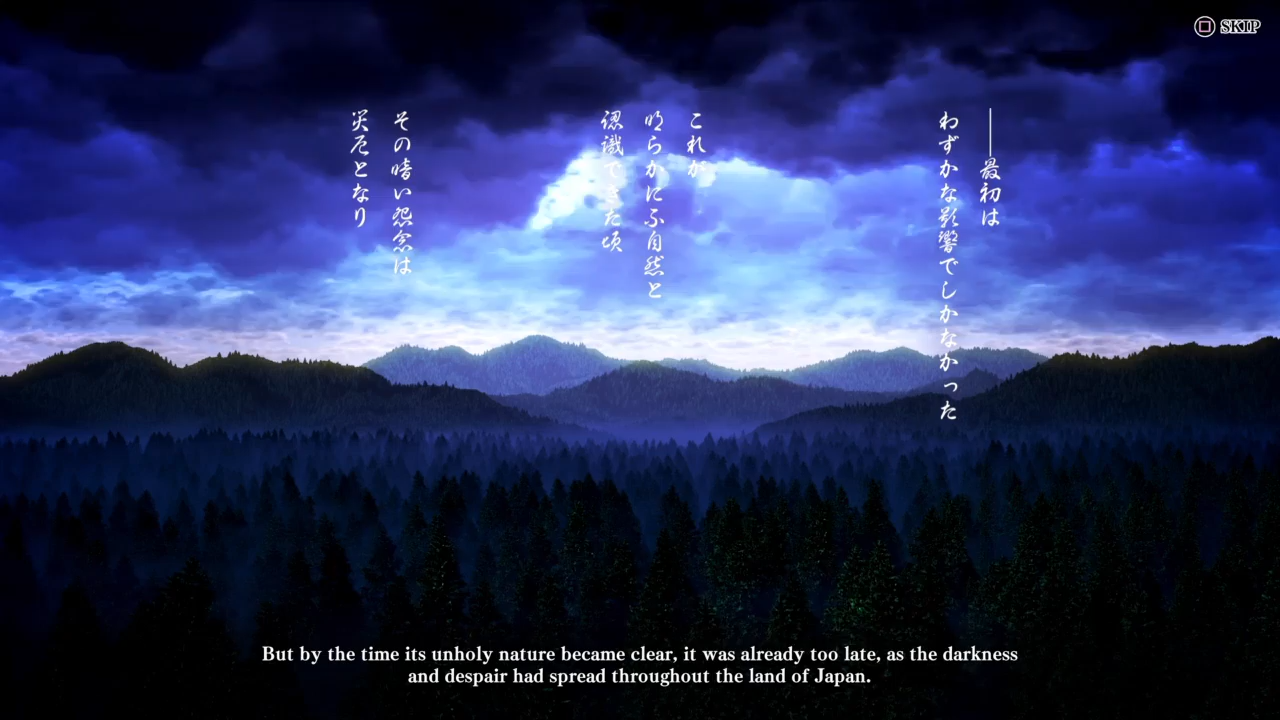 SKIP
──最初は
わずかな影響でしかなかった
これが
明らかにふ自然と
認識できた頃
その暗い怨念は
災厄となり
But by the time its unholy nature became clear, it was already too late, as the darkness
and despair had spread throughout the land of Japan.